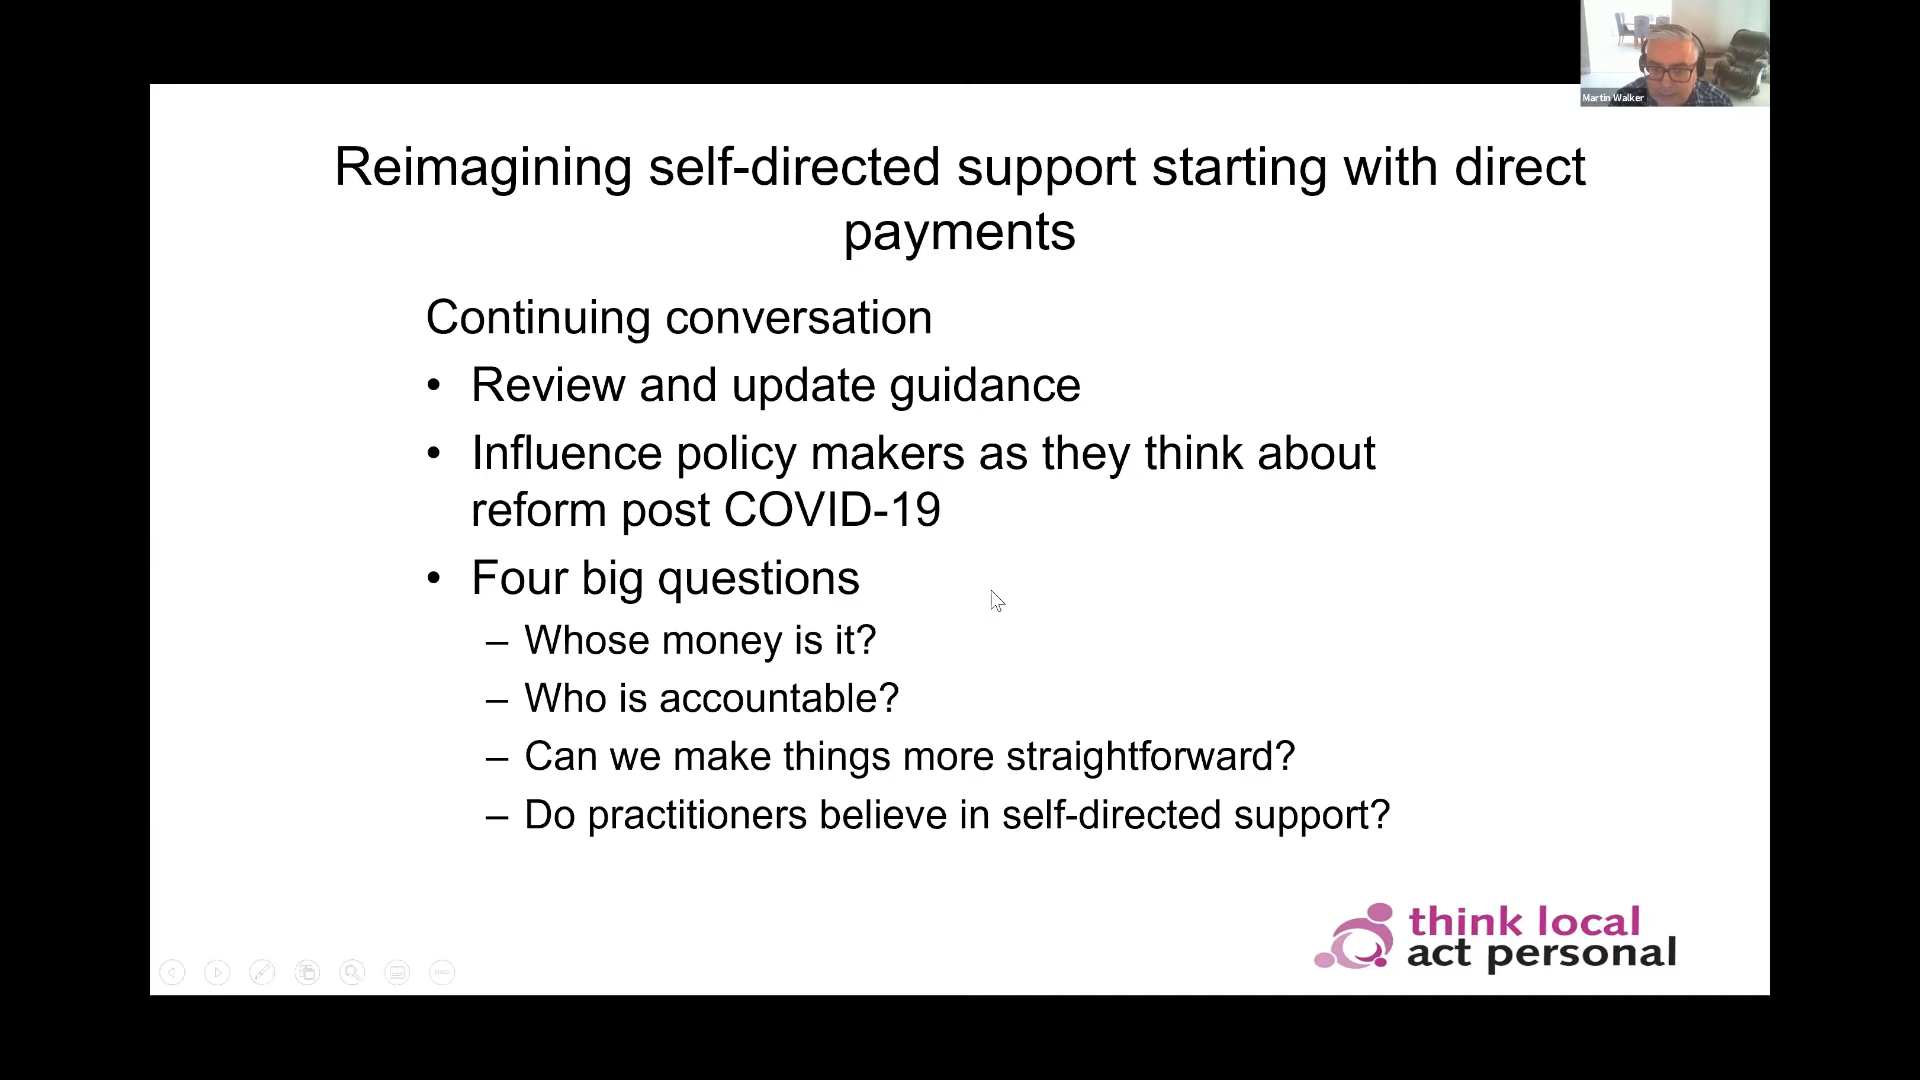 Martin Walker
Reimagining self-directed support starting with direct
payments
Continuing conversation
• Review and update guidance
• Influence policy makers as they think about
reform post COVID-19
• Four big questions
– Whose money is it?
– Who is accountable?
– Can we make things more straightforward?
– Do practitioners believe in self-directed support?
think local
act personal